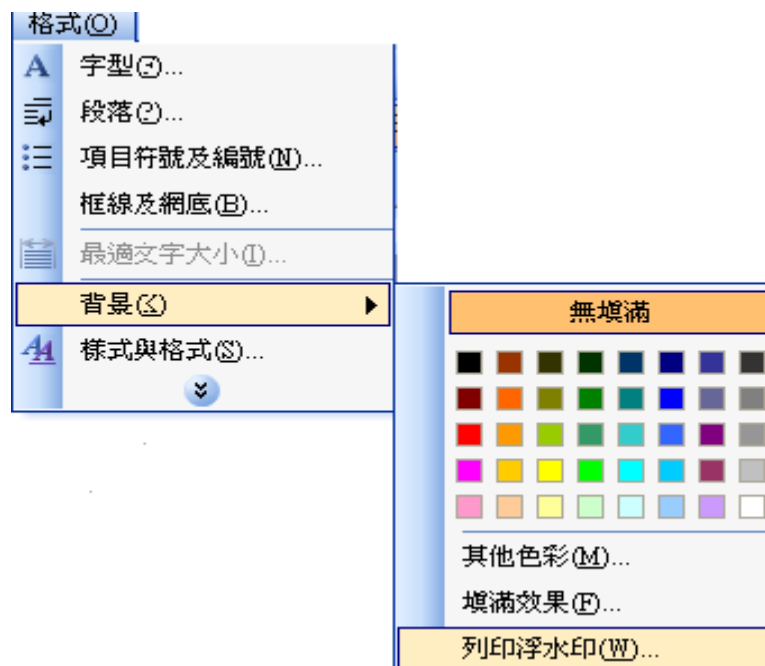 格式(O)
字型(F)...
段落(P)...
項目符號及編號(N)...
框線及網底(B)...
最適文字大小(I)...
背景(K)
無填滿
樣式與格式(S)...
其他色彩(M)...
填滿效果(F)...
列印浮水印(W)...